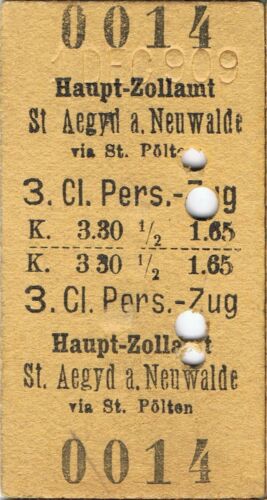 0014
Haupt-Zollamt
St Aegyd a. Neuwalde
via St. Pölten
3. Cl. Pers.-Zug
K. 3.30 1/2 1.65
K. 3 30 1/2 1.65
3. Cl. Pers.-Zug
Haupt-Zollamt
St. Aegyd a. Neuwalde
via St. Pölten
0014